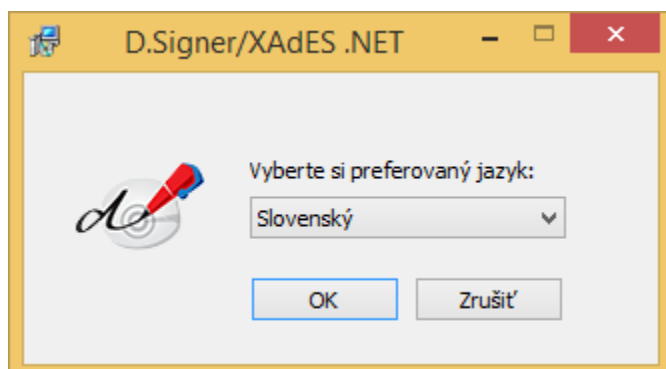 D.Signer/XAdES .NET
Vyberte si preferovaný jazyk:
Slovenský
OK
Zrušiť